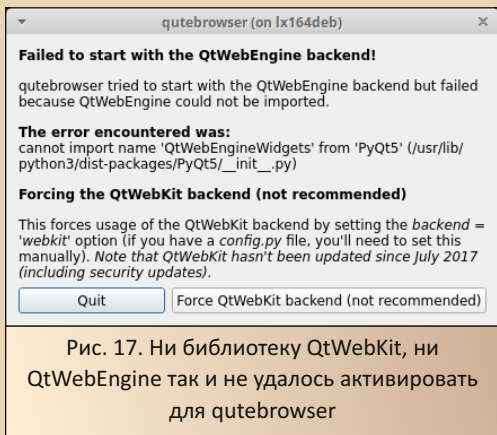 qutebrowser (on lx164deb)
Failed to start with the QtWebEngine backend!
qutebrowser tried to start with the QtWebEngine backend but failed
because QtWebEngine could not be imported.
The error encountered was:
cannot import name 'QtWebEngineWidgets' from 'PyQt5' (/usr/lib/
python3/dist-packages/PyQt5/__init__.py)
Forcing the QtWebKit backend (not recommended)
This forces usage of the QtWebKit backend by setting the backend =
'webkit' option (if you have a config.py file, you'll need to set this
manually). Note that QtWebKit hasn't been updated since July 2017
(including security updates).
Quit
Force QtWebKit backend (not recommended)
Рис. 17. Ни библиотеку QtWebKit, ни
QtWebEngine так и не удалось активировать
для qutebrowser